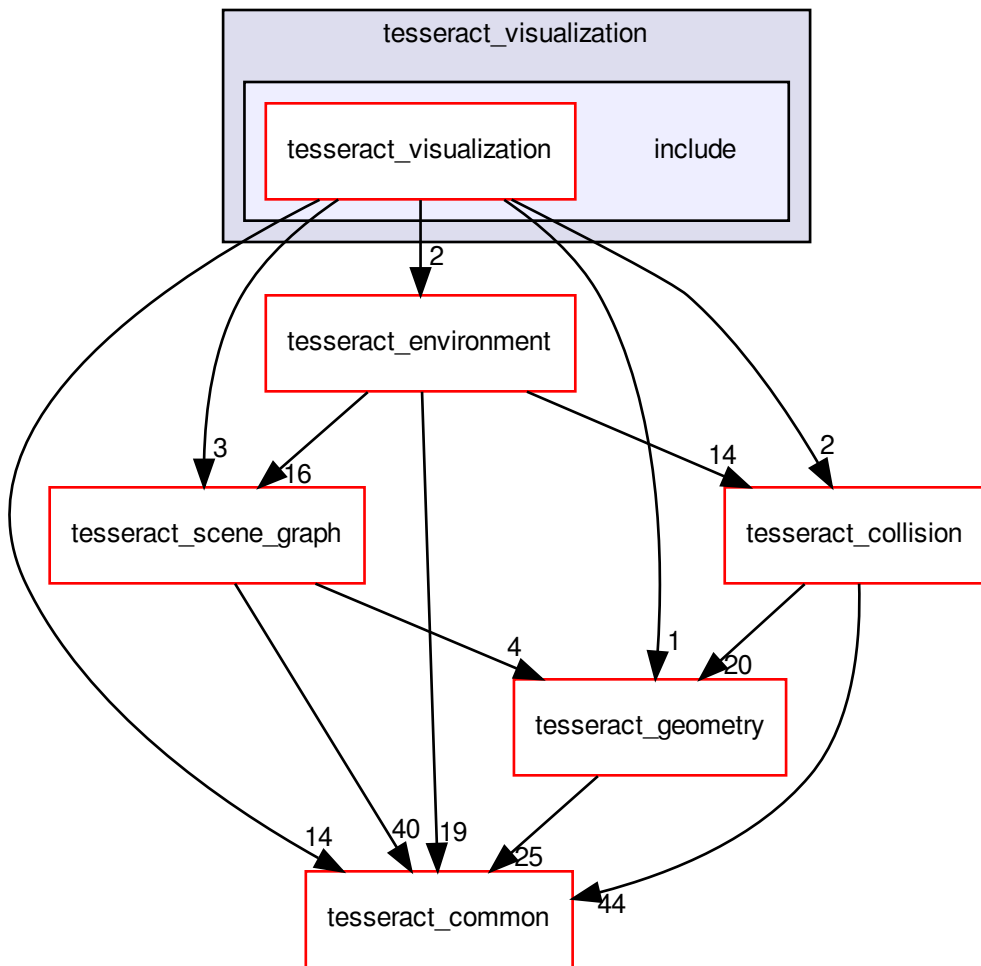 tesseract_visualization
tesseract_visualization
include
2
tesseract_environment
3
16
14
2
tesseract_scene_graph
tesseract_collision
4
1
20
tesseract_geometry
14
40
19
25
44
tesseract_common